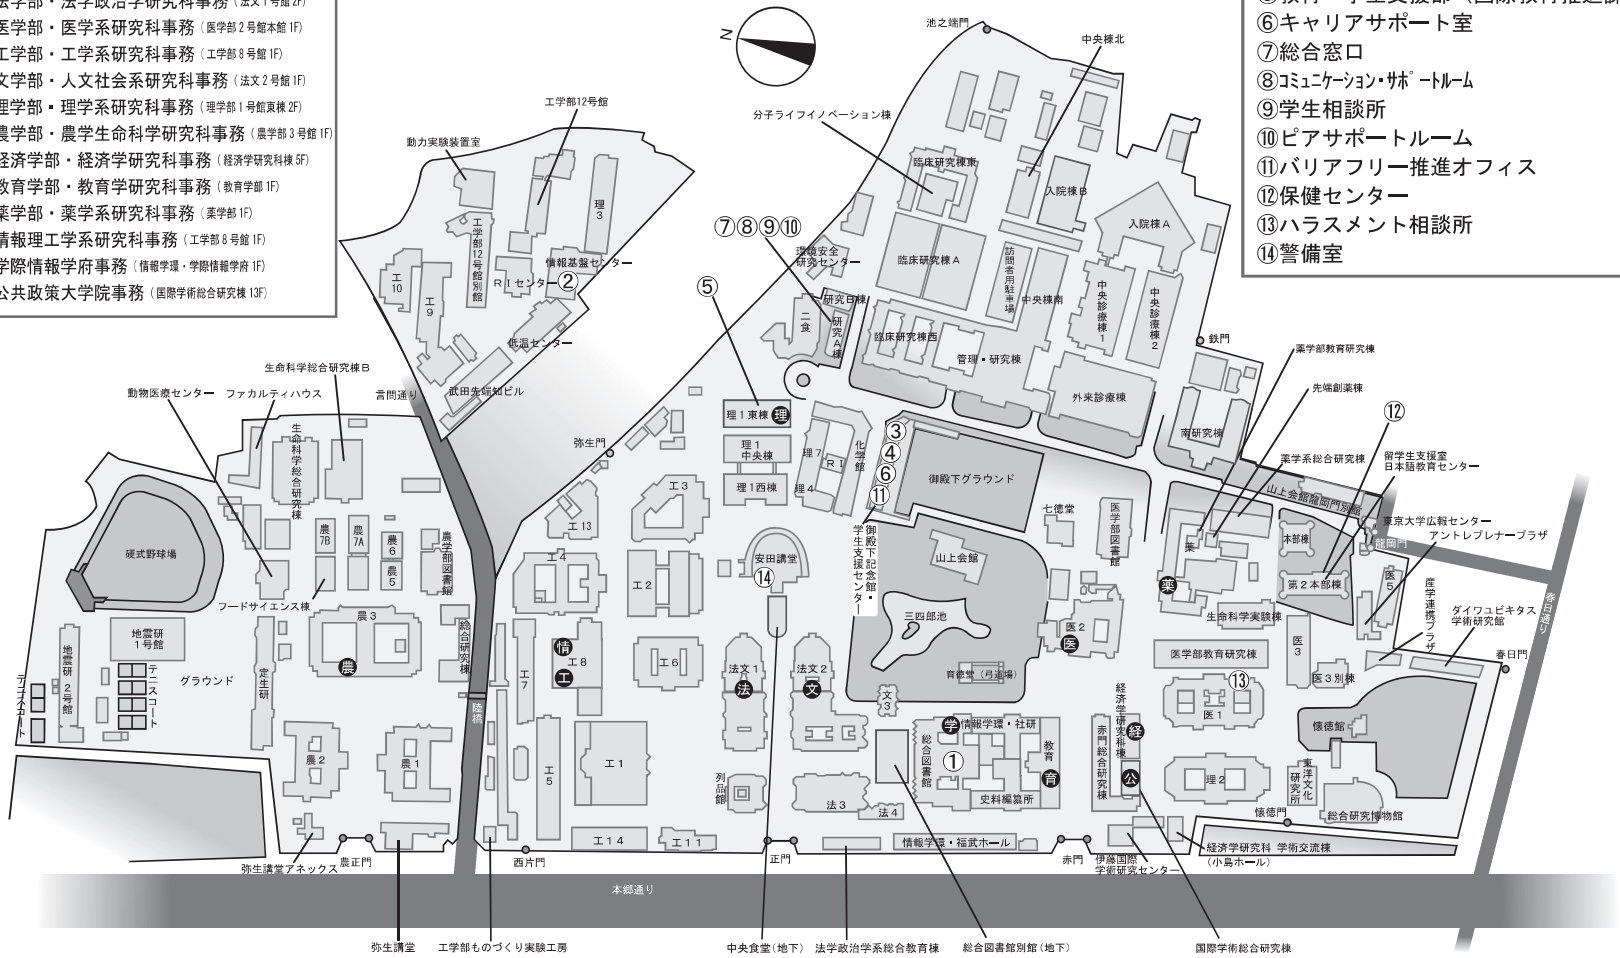 法学部・法学政治学研究科事務（法文1号館2F）
医学部・医学系研究科事務（医学部2号館本館1F）
工学部・工学系研究科事務（工学部8号館1F）
文学部・人文社会系研究科事務（法文2号館1F）
理学部・理学系研究科事務（理学部1号館東棟2F）
農学部・農学生命科学研究科事務（農学部3号館1F）
経済学部・経済学研究科事務（経済学研究科棟5F）
教育学部・教育学研究科事務（教育学部1F）
薬学部・薬学系研究科事務（薬学部1F）
情報理工学系研究科事務（工学部8号館1F）
学際情報学府事務（情報学環・学際情報学府1F）
公共政策大学院事務（国際学術総合研究棟13F）
⑥キャリアサポート室
⑦総合窓口
⑧コミュニケーション・サポートルーム
⑨学生相談所
⑩ピアサポートルーム
⑪バリアフリー推進オフィス
⑫保健センター
⑬ハラスメント相談所
⑭警備室
N
池之端門
中央棟北
工学部12号館
動力実験装置室
分子ライフイノベーション棟
臨床研究棟東
入院棟B
入院棟A
理3
工学部12号館別館
情報基盤センター
RIセンター
②
工10
工9
低温センター
武田先端知ビル
⑦⑧⑨⑩
環境安全
研究センター
臨床研究棟A
訪問者用駐車場
中央棟南
中央診療棟1
中央診療棟2
⑤
研究B棟
研究A棟
二食
臨床研究棟西
管理・研究棟
外来診療棟
鉄門
薬学部教育研究棟
先端創薬棟
⑫
生命科学総合研究棟B
動物医療センター
ファカルティハウス
言問通り
弥生門
理1東棟
理
理1
中央棟
理1西棟
理7
RI
理4
化学館
③
④
⑥
⑪
御殿下グラウンド
南研究棟
薬学系総合研究棟
留学生支援室
日本語教育センター
山上会館龍岡門別館
東京大学広報センター
アントレプレナープラザ
龍岡門
生命科学総合研究棟
硬式野球場
農7B
農7A
農6
農5
農学部図書館
フードサイエンス棟
農3
農
工13
工3
工4
工2
安田講堂
⑭
御殿下記念館・
学生支援センター
山上会館
三四郎池
育徳堂（弓道場）
七徳堂
医学部図書館
薬
薬
本部棟
第2本部棟
医5
産学連携プラザ
ダイワユビキタス
学術研究館
春日通り
春日門
地震研
1号館
地震研2号館
テニスコート
テニスコート
グラウンド
定生研
総合研究棟
陸橋
工7
情
工8
工
工6
法文1
法
法文2
文
文3
医2
医
生命科学実験棟
医学部教育研究棟
医3
医3別棟
⑬
医1
懐徳館
農2
農1
工5
工1
列品館
法3
法4
総合図書館
学
情報学環・社研
①
教育
育
史料編纂所
赤門総合研究棟
経済学研究科棟
経
公
理2
東洋文化
研究所
総合研究博物館
懐徳門
弥生講堂アネックス
農正門
西片門
工14
工11
正門
情報学環・福武ホール
赤門
伊藤国際
学術研究センター
経済学研究科 学術交流棟
（小島ホール）
本郷通り
弥生講堂
工学部ものづくり実験工房
中央食堂（地下）
法学政治学系総合教育棟
総合図書館別館（地下）
国際学術総合研究棟